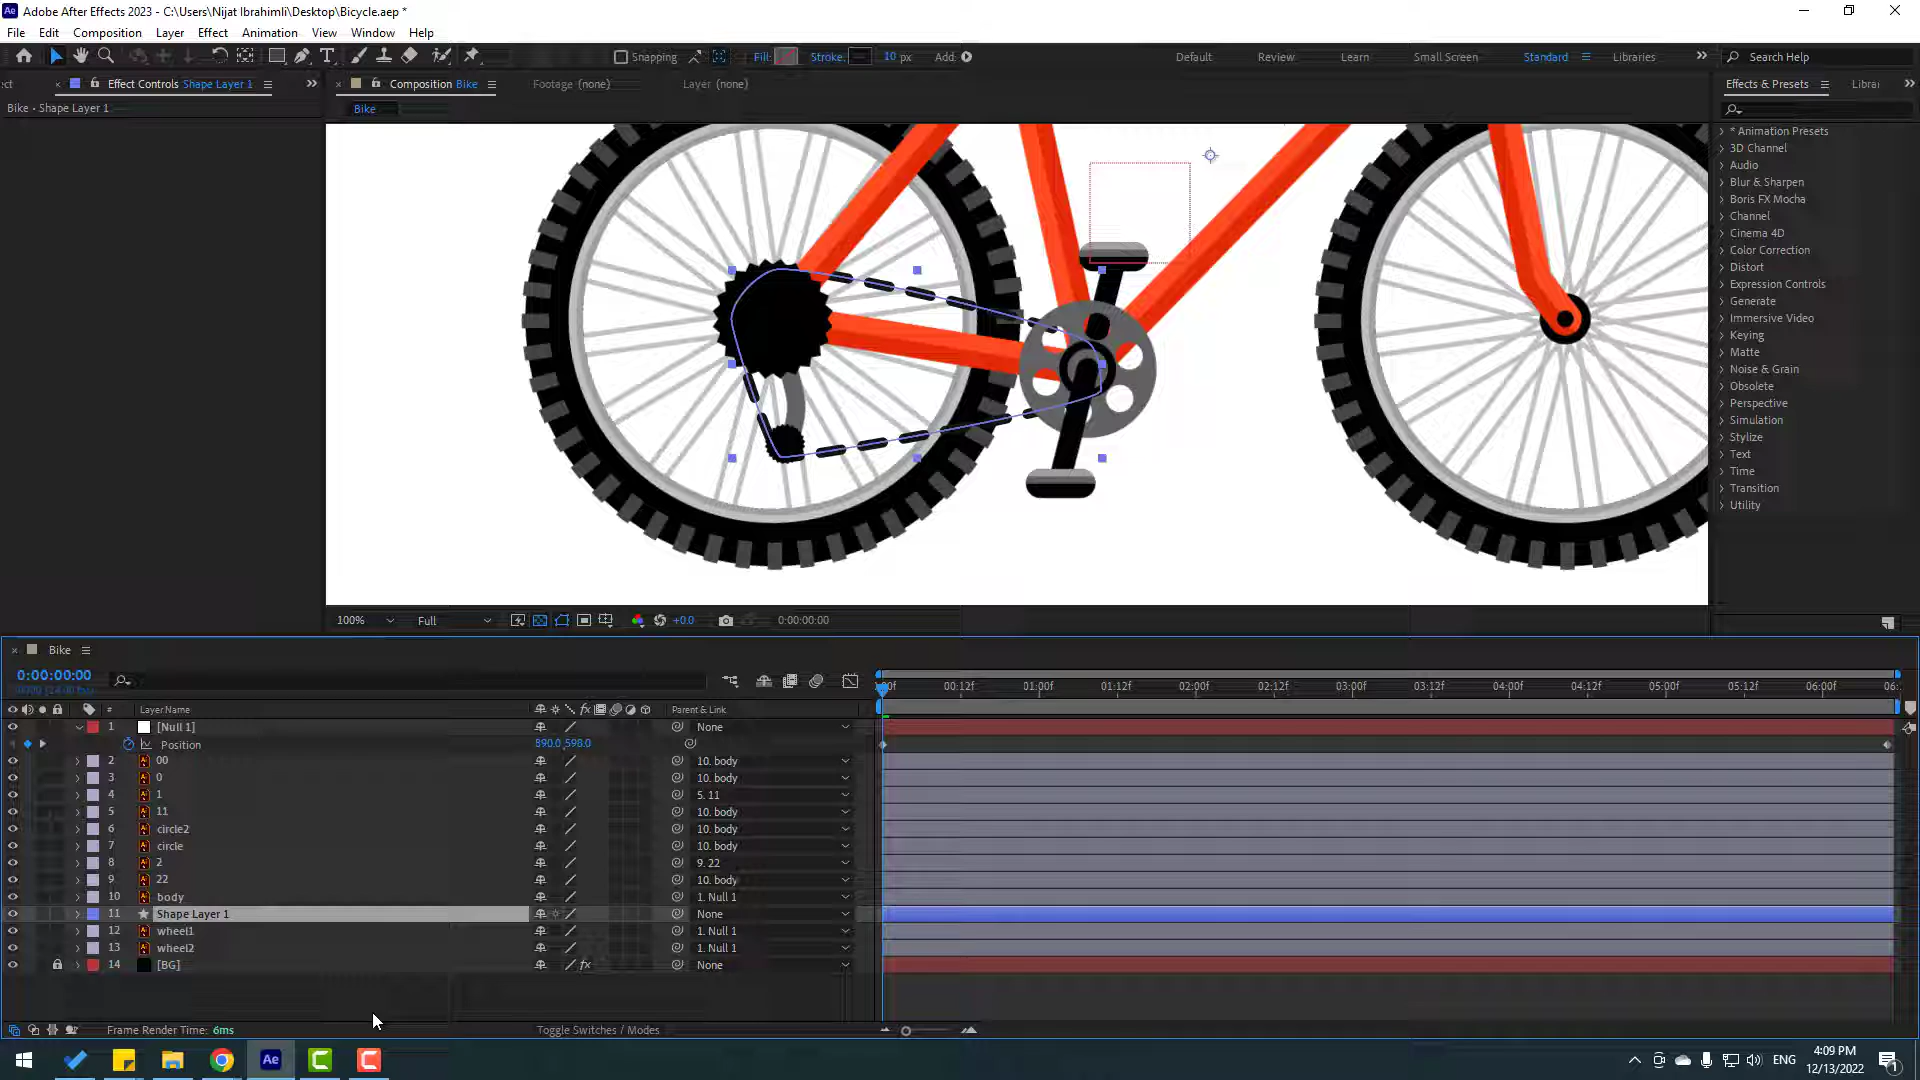 Ae Adobe After Effects 2023 - C:\Users\Nijat Ibrahimli\Desktop\Bicycle.aep *
File Edit Composition Layer Effect Animation View Window Help
Snapping Fill: Stroke: 10 px Add: Default Review Learn Small Screen Standard Libraries Search Help
ect Effect Controls Shape Layer 1 Composition Bike Footage (none) Layer (none) Effects & Presets Librar
Bike - Shape Layer 1
Bike
* Animation Presets
3D Channel
Audio
Blur & Sharpen
Boris FX Mocha
Channel
Cinema 4D
Color Correction
Distort
Expression Controls
Generate
Immersive Video
Keying
Matte
Noise & Grain
Obsolete
Perspective
Simulation
Stylize
Text
Time
Transition
Utility
100% Full +0.0 0:00:00:00
Bike
0:00:00:00
00f 00:12f 01:00f 01:12f 02:00f 02:12f 03:00f 03:12f 04:00f 04:12f 05:00f 05:12f 06:00f 06:
# Layer Name fx Parent & Link
1 [Null 1] None
Position 890.0,598.0
2 00 10. body
3 0 10. body
4 1 5. 11
5 11 10. body
6 circle2 10. body
7 circle 10. body
8 2 9. 22
9 22 10. body
10 body 1. Null 1
11 Shape Layer 1 None
12 wheel1 1. Null 1
13 wheel2 1. Null 1
14 [BG] fx None
Frame Render Time: 6ms Toggle Switches / Modes
Ae C C ENG 4:09 PM
12/13/2022 1